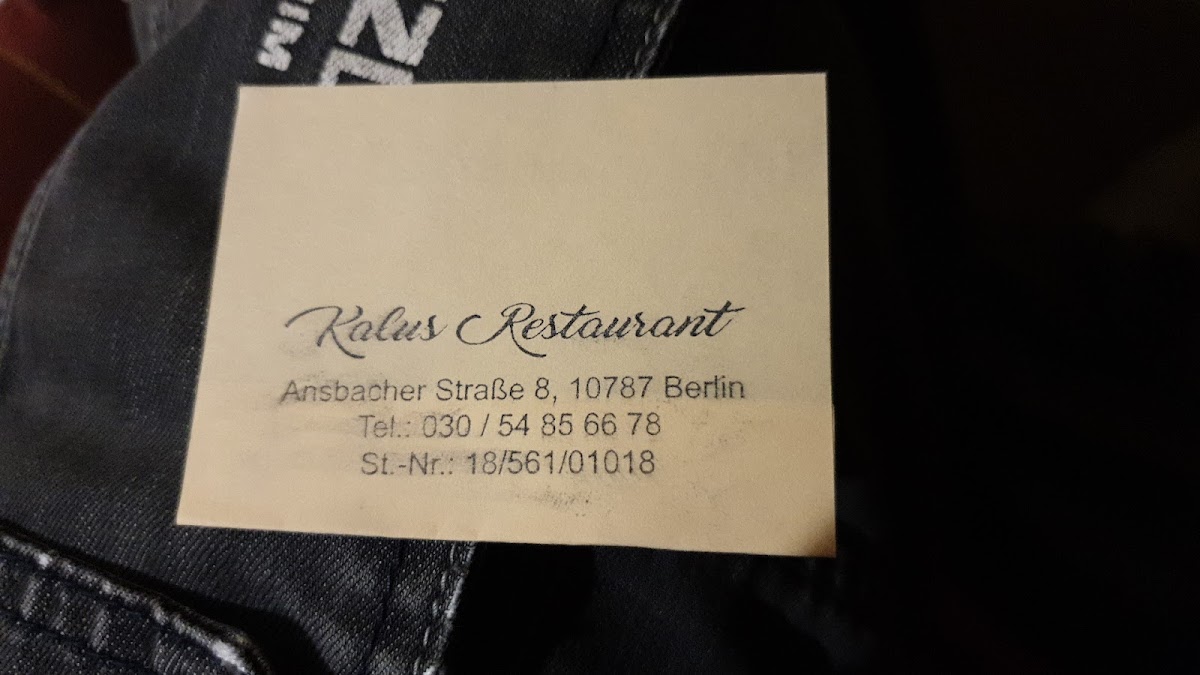 Kalus Restaurant
Ansbacher Straße 8, 10787 Berlin
Tel.: 030 / 54 85 66 78
St.-Nr.: 18/561/01018